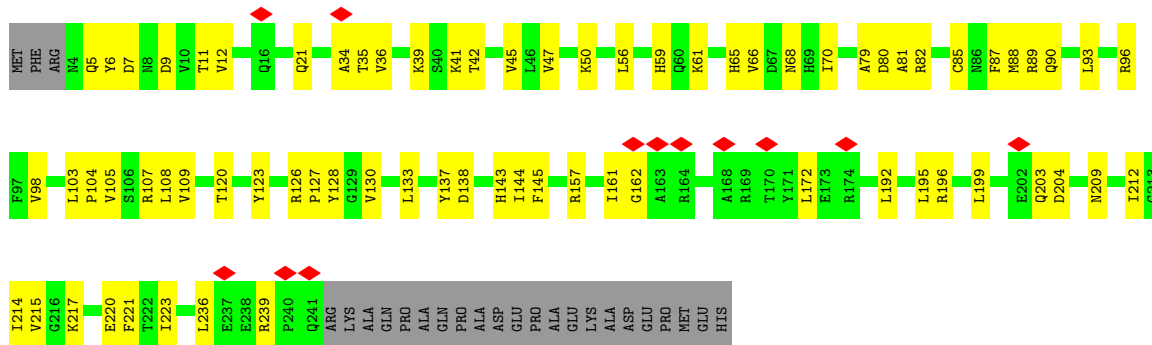 MET PHE ARG N4 Q5 Y6 D7 N8 D9 V10 T11 V12 Q16 Q21 A34 T35 V36 K39 S40 K41 T42 V45 L46 V47 K50 L56 H59 Q60 K61 H65 V66 D67 N68 H69 I70 A79 D80 A81 R82 C85 N86 F87 M88 R89 Q90 L93 R96
F97 V98 L103 P104 V105 S106 R107 L108 V109 T120 Y123 R126 P127 Y128 G129 V130 L133 Y137 D138 H143 I144 F145 R157 I161 G162 A163 R164 A168 R169 T170 Y171 L172 E173 R174 L192 L195 R196 L199 E202 Q203 D204 N209 I212 G213
I214 V215 G216 K217 E220 F221 T222 I223 L236 E237 E238 R239 P240 Q241 ARG LYS ALA GLN PRO ALA GLN PRO ALA ASP GLU PRO ALA GLU LYS ALA ASP GLU PRO MET GLU HIS